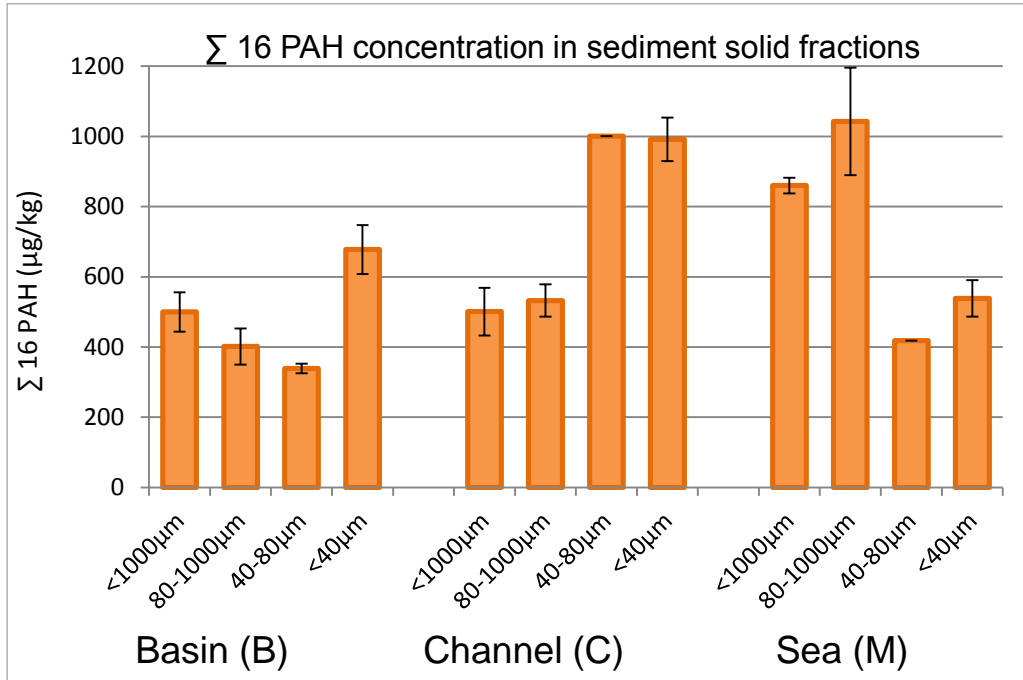 ∑ 16 PAH concentration in sediment solid fractions
∑ 16 PAH (µg/kg)
1200
1000
800
600
400
200
0
<1000µm
80-1000µm
40-80µm
<40µm
<1000µm
80-1000µm
40-80µm
<40µm
<1000µm
80-1000µm
40-80µm
<40µm
Basin (B)
Channel (C)
Sea (M)